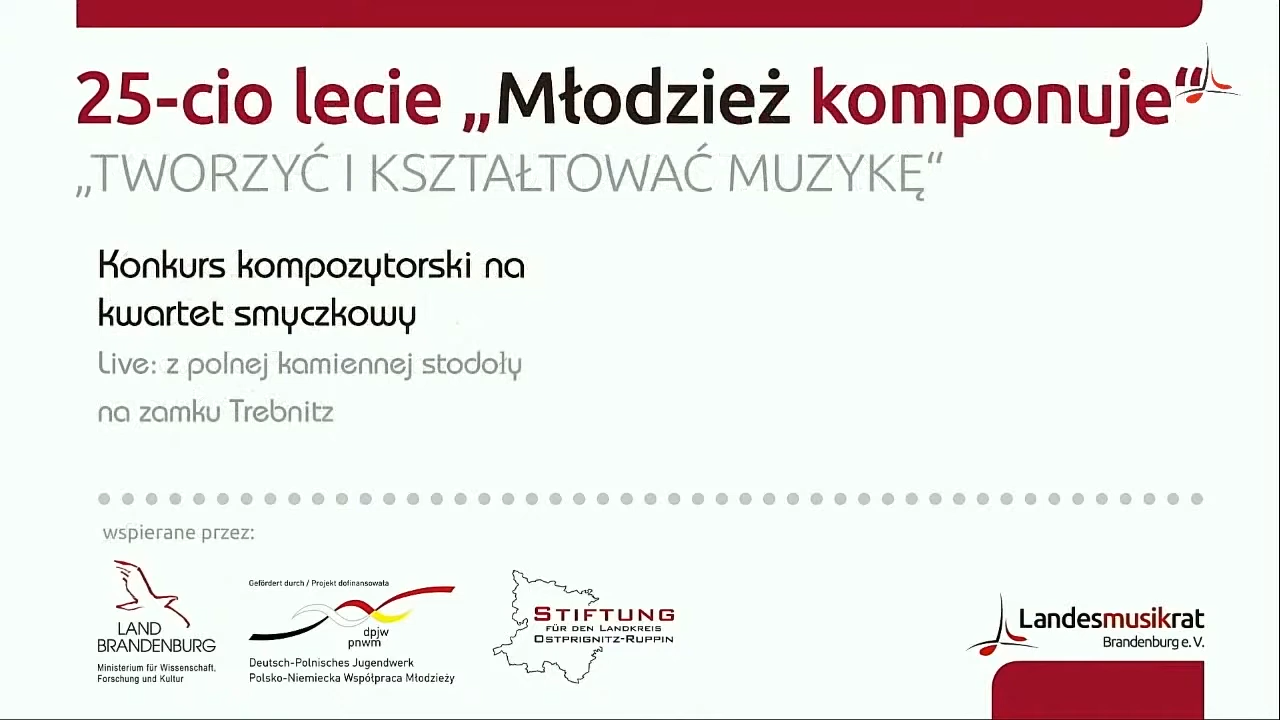 25-cio lecie „Młodzież komponuje“
„TWORZYĆ I KSZTAŁTOWAĆ MUZYKĘ“
Konkurs kompozytorski na
kwartet smyczkowy
Live: z polnej kamiennej stodoły
na zamku Trebnitz
wspierane przez:
LAND
BRANDENBURG
Ministerium für Wissenschaft,
Forschung und Kultur
Gefördert durch / Projekt dofinansowała
dpjw
pnwm
Deutsch-Polnisches Jugendwerk
Polsko-Niemiecka Współpraca Młodzieży
STIFTUNG
FÜR DEN LANDKREIS
OSTPRIGNITZ-RUPPIN
Landesmusikrat
Brandenburg e. V.